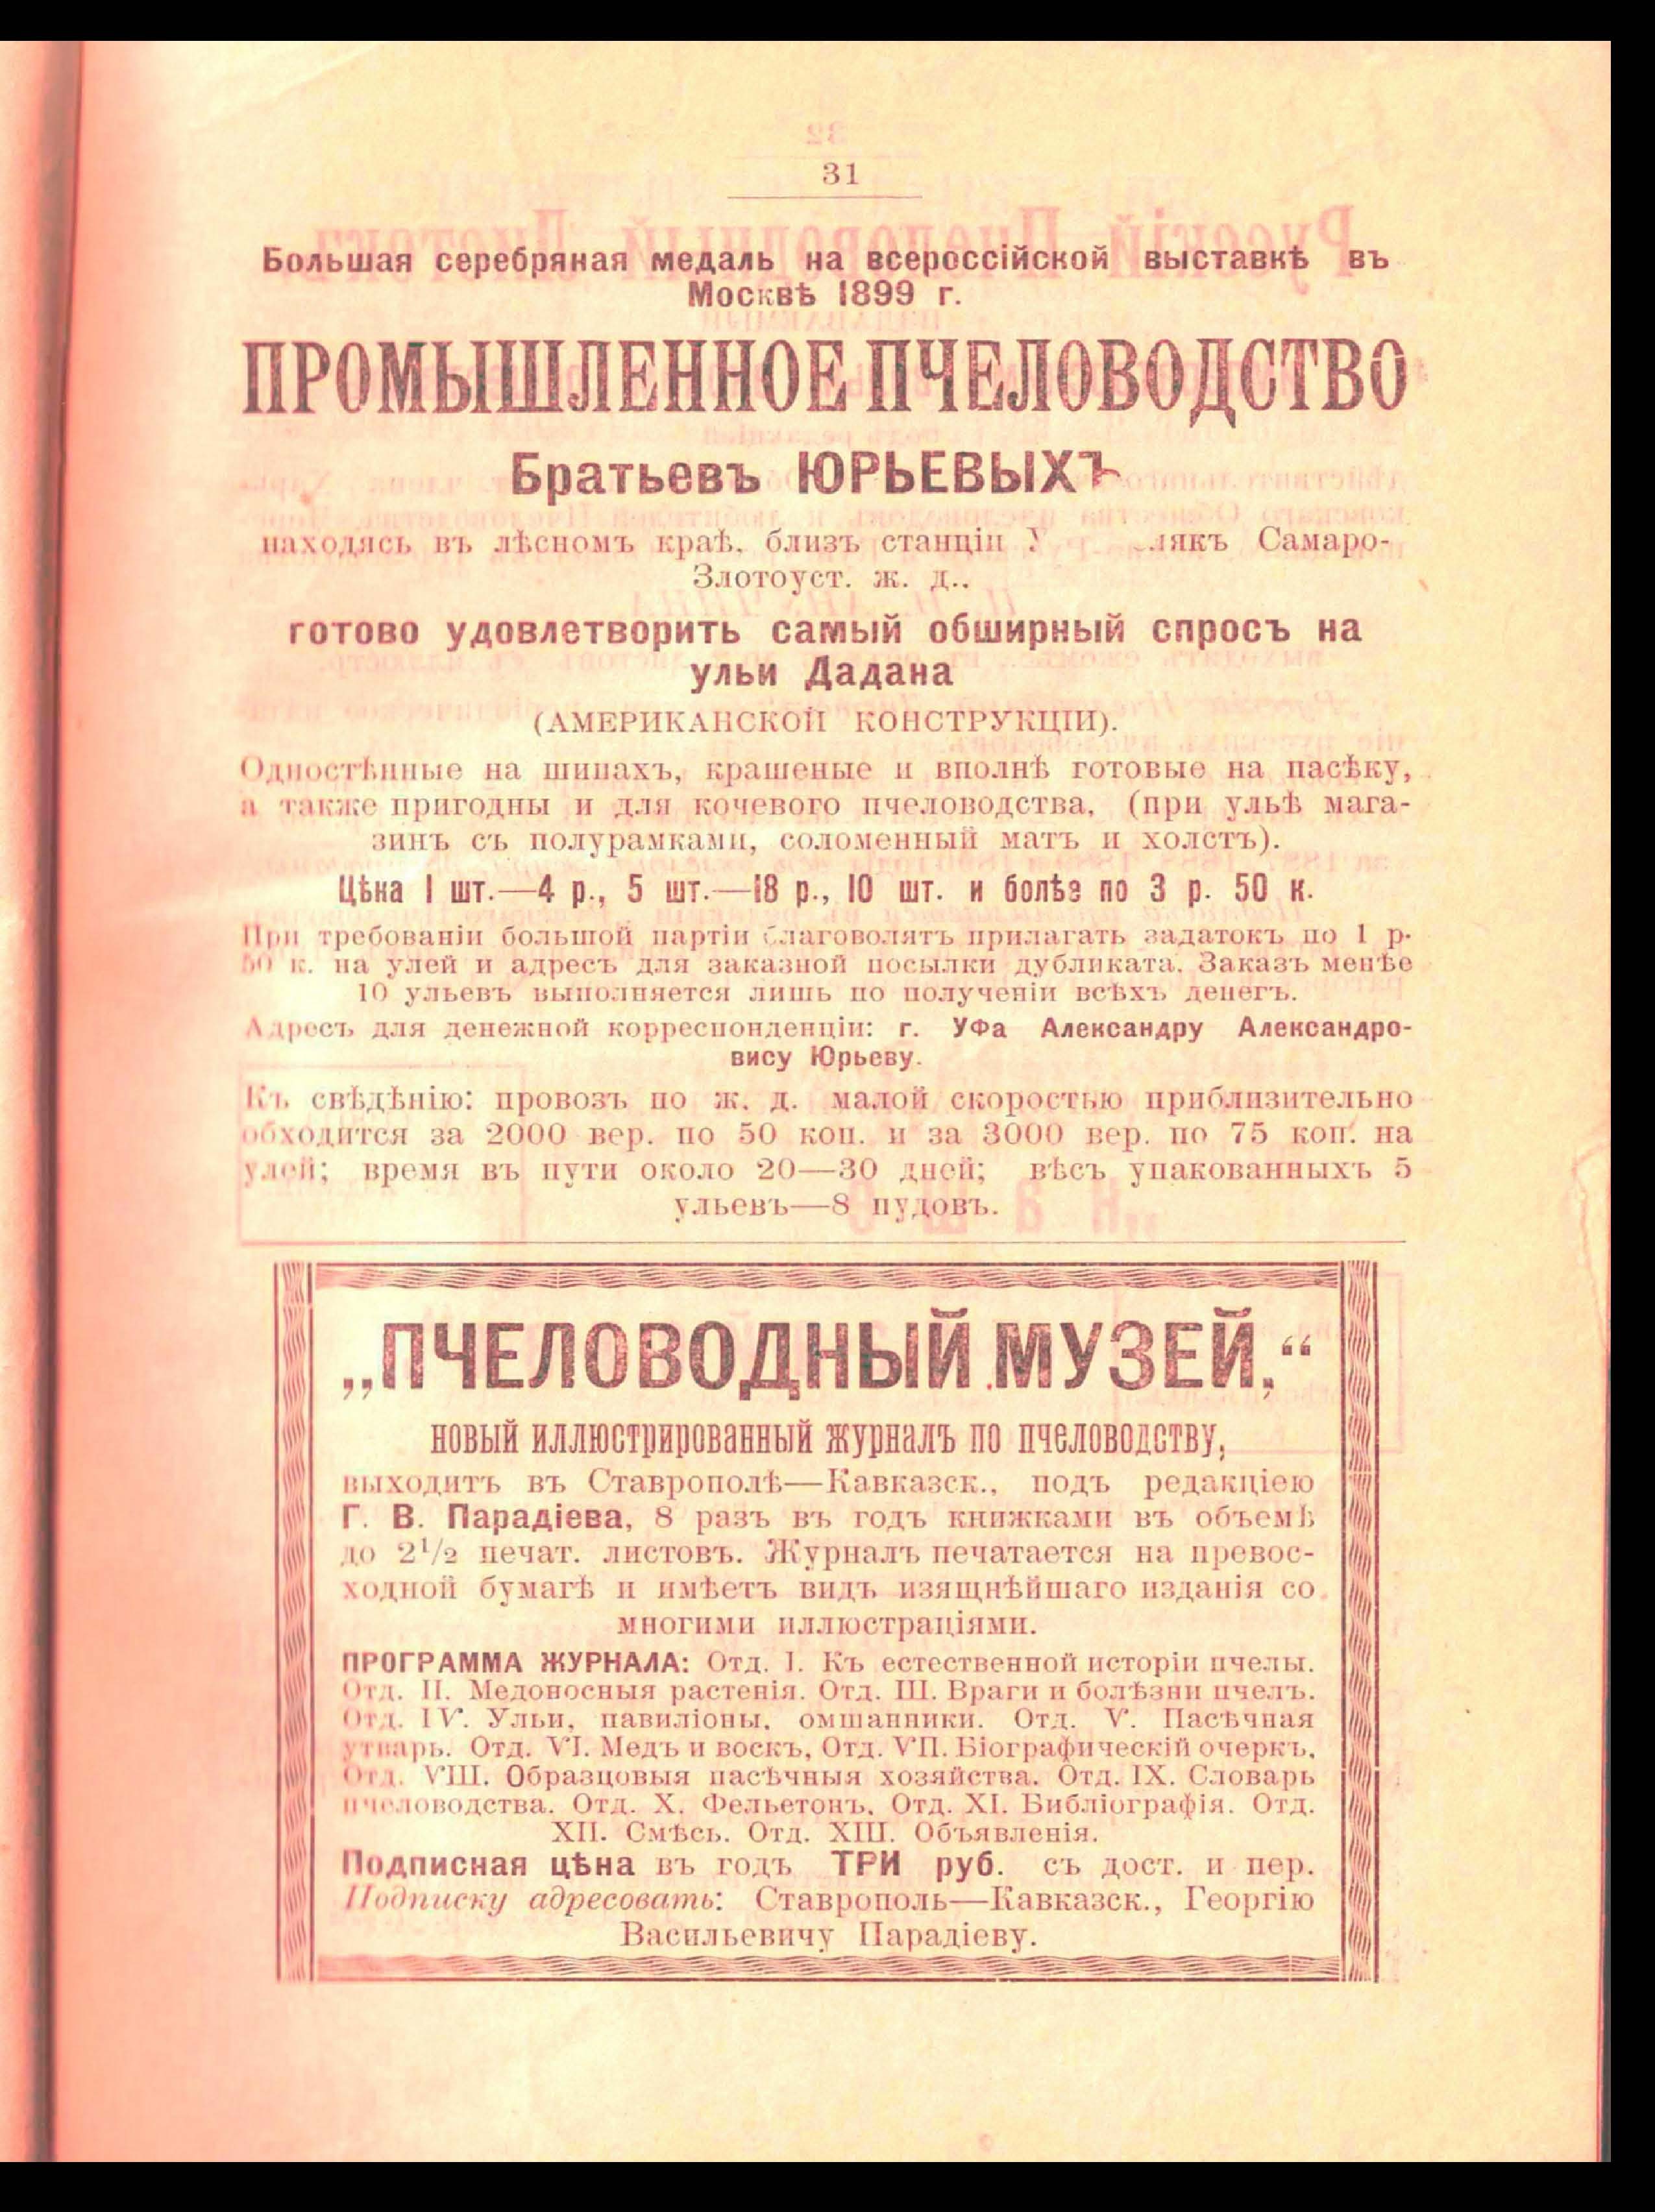 31
Большая серебряная медаль на всероссійской выставкѣ въ
Москвѣ 1899 г.
ПРОМЫШЛЕННОЕ ПЧЕЛОВОДСТВО
Братьевъ ЮРЬЕВЫХЪ
находясь въ лѣсномъ краѣ, близъ станціи Самаро-
Злотоуст. ж. д..
готово удовлетворить самый обширный спросъ на
ульи Дадана
(АМЕРИКАНСКОЙ КОНСТРУКЦІИ).
Одностѣнные на шипахъ, крашеные и вполнѣ готовые на пасѣку,
а также пригодны и для кочевого пчеловодства, (при ульѣ мага-
зинъ съ полурамками, соломенный матъ и холстъ).
Цѣна 1 шт.—4 р., 5 шт.—18 р., 10 шт. и болѣе по 3 р. 50 к.
При требованіи большой партіи благоволятъ прилагать задатокъ по 1 р.
50 к. на улей и адресъ для заказной посылки дубликата. Заказъ менѣе
10 ульевъ выполняется лишь по полученіи всѣхъ денегъ.
Адресъ для денежной корреспонденціи: г. Уфа Александру Александро-
вису Юрьеву.
Къ свѣдѣнію: провозъ по ж. д. малой скоростью приблизительно
обходится за 2000 вер. по 50 коп. и за 3000 вер. по 75 коп. на
улей; время въ пути около 20—30 дней; вѣсъ упакованныхъ 5
ульевъ—8 пудовъ.
„ПЧЕЛОВОДНЫЙ МУЗЕЙ,“
новый иллюстрированный журналъ по пчеловодству,
выходитъ въ Ставрополѣ—Кавказск., подъ редакціею
Г. В. Парадіева, 8 разъ въ годъ книжками въ объемѣ
до 2¹/₂ печат. листовъ. Журналъ печатается на превос-
ходной бумагѣ и имѣетъ видъ изящнѣйшаго изданія со
многими иллюстраціями.
ПРОГРАММА ЖУРНАЛА: Отд. I. Къ естественной исторіи пчелы.
Отд. II. Медоносныя растенія. Отд. III. Враги и болѣзни пчелъ.
Отд. IV. Ульи, павиліоны, омшанники. Отд. V. Пасѣчная
утварь. Отд. VI. Медъ и воскъ, Отд. VII. Біографическій очеркъ,
Отд. VIII. Образцовыя пасѣчныя хозяйства. Отд. IX. Словарь
пчеловодства. Отд. X. Фельетонъ, Отд. XI. Библіографія. Отд.
XII. Смѣсь. Отд. XIII. Объявленія.
Подписная цѣна въ годъ ТРИ руб. съ дост. и пер.
Подписку адресовать: Ставрополь—Кавказск., Георгію
Васильевичу Парадіеву.